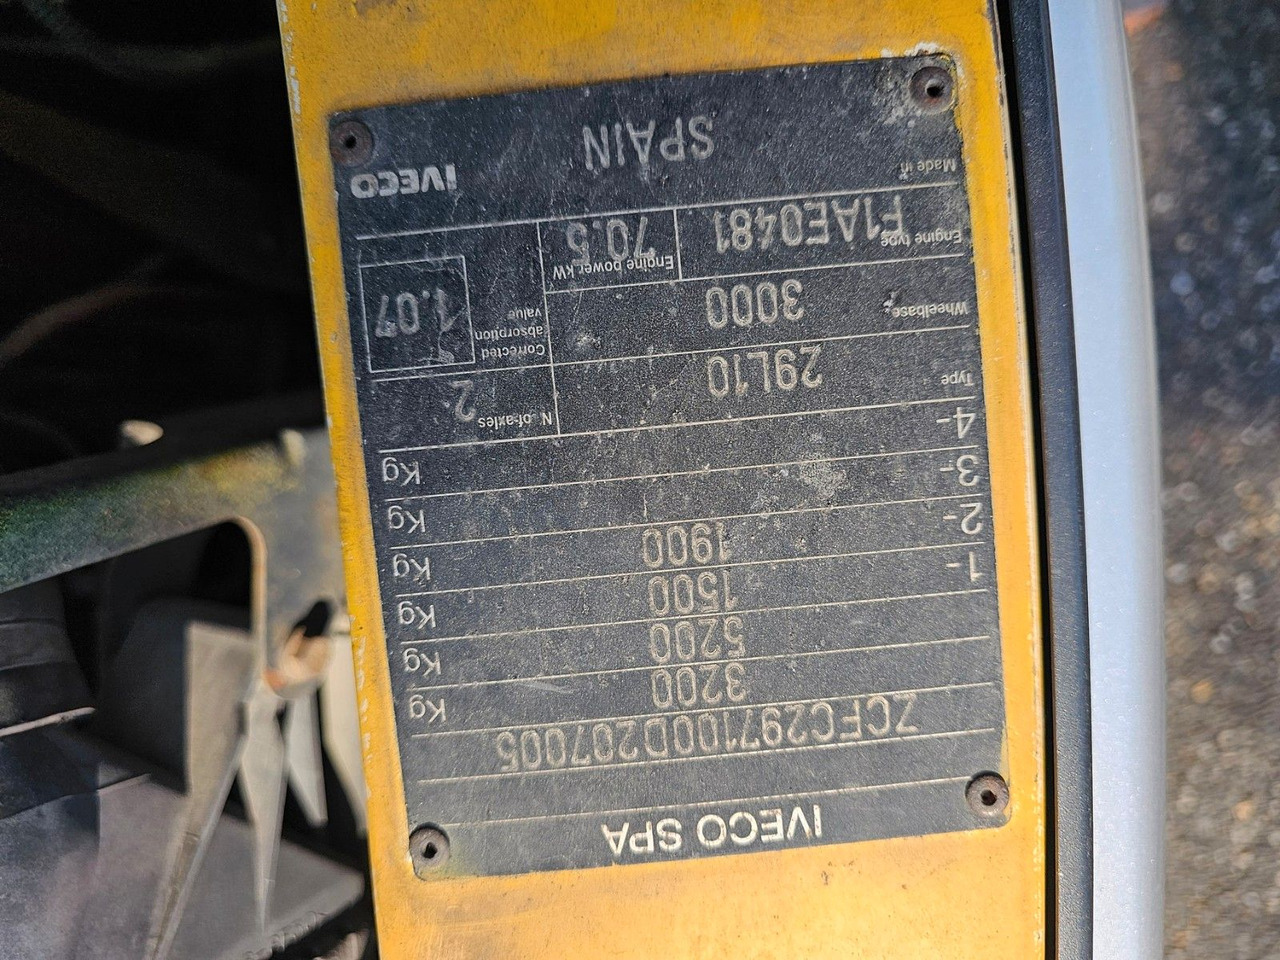 IVECO SPA
ZCFC297100D207005
3200 Kg
5200 Kg
1- 1500 Kg
2- 1900 Kg
3- Kg
4- Kg
Type 29L10 N. of axles 2
Wheelbase 3000 Corrected absorption value 1.07
Engine type F1AE0481 Engine power kW 70.5
Made in SPAIN IVECO